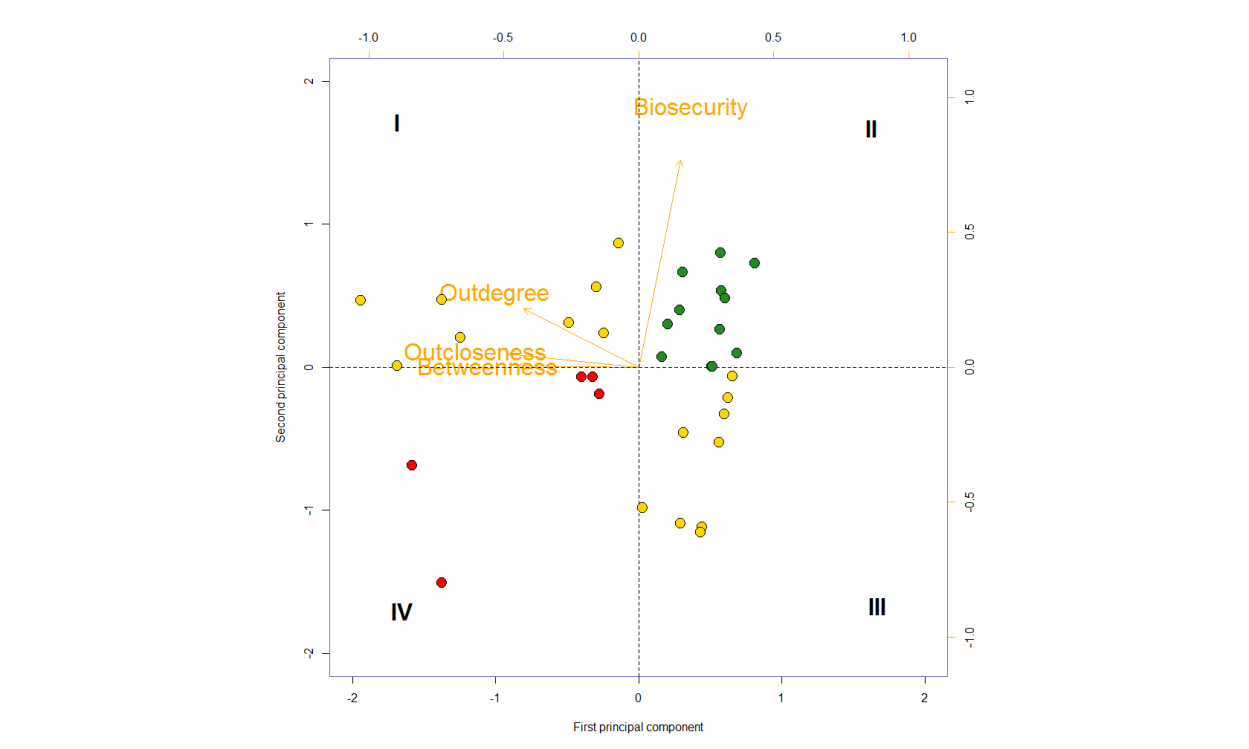 -1.0 -0.5 0.0 0.5 1.0
2
1.0
Biosecurity
I
II
1
0.5
Outdegree
Outcloseness
Betweenness
0
0.0
Second principal component
-1
-0.5
IV
III
-2
-1.0
-2 -1 0 1 2
First principal component